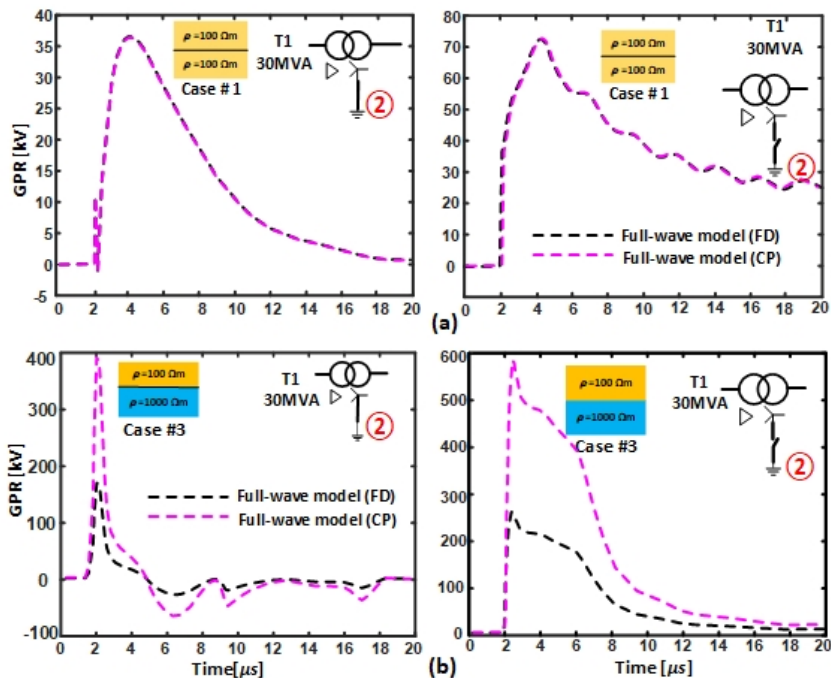 GPR [kV]
40
35
30
25
20
15
10
5
0
-5
ρ=100 Ωm
ρ=100 Ωm
Case # 1
T1
30MVA
2
0 2 4 6 8 10 12 14 16 18 20
80
70
60
50
40
30
20
10
0
ρ=100 Ωm
ρ=100 Ωm
Case # 1
T1
30MVA
2
Full-wave model (FD)
Full-wave model (CP)
0 2 4 6 8 10 12 14 16 18 20
(a)
GPR [kV]
400
300
200
100
0
-100
ρ=100 Ωm
ρ=1000 Ωm
Case #3
T1
30MVA
2
Full-wave model (FD)
Full-wave model (CP)
0 2 4 6 8 10 12 14 16 18 20
Time[μs]
600
500
400
300
200
100
0
ρ=100 Ωm
ρ=1000 Ωm
Case #3
T1
30MVA
2
0 2 4 6 8 10 12 14 16 18 20
Time [μs]
(b)